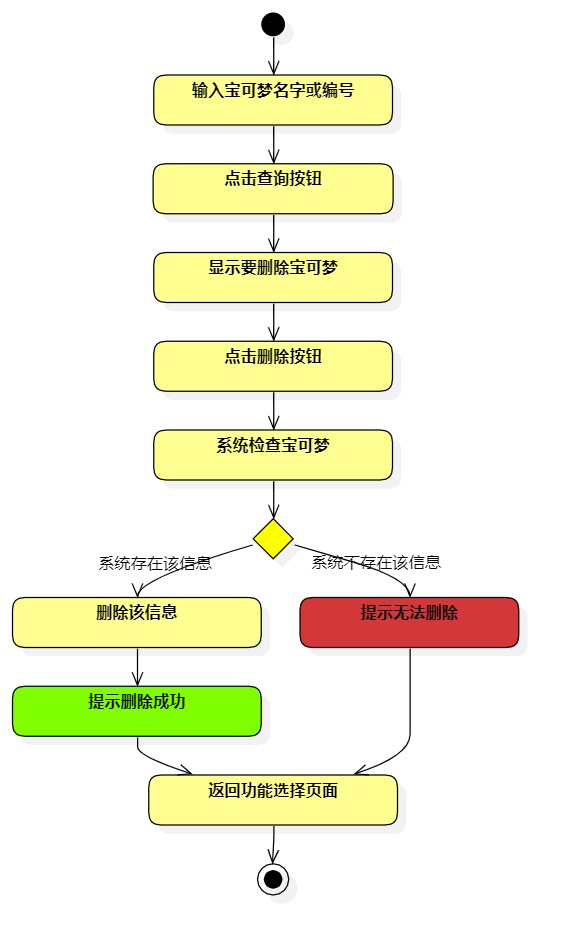 输入宝可梦名字或编号
点击查询按钮
显示要删除宝可梦
点击删除按钮
系统检查宝可梦
系统存在该信息
系统不存在该信息
删除该信息
提示无法删除
提示删除成功
返回功能选择页面